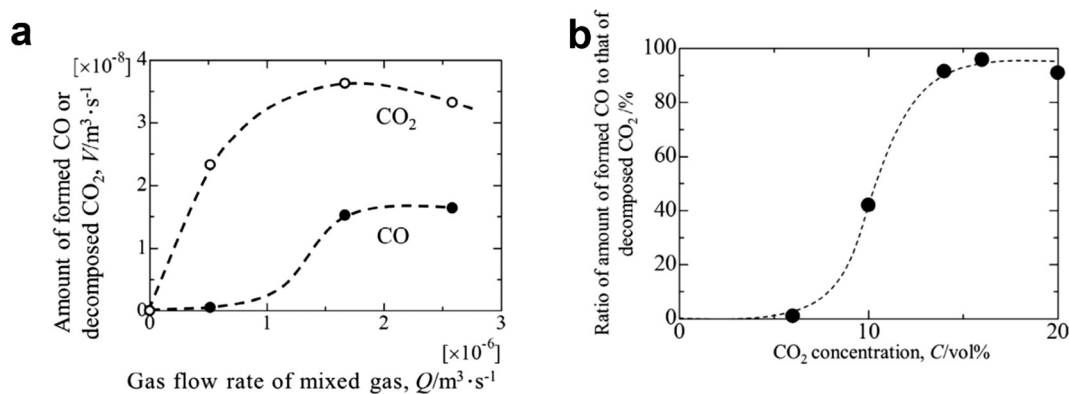 a
[×10⁻⁸]
4
3
2
1
0
Amount of formed CO or
decomposed CO₂, V/m³·s⁻¹
CO₂
CO
0
1
2
3
[×10⁻⁶]
Gas flow rate of mixed gas, Q/m³·s⁻¹
b
Ratio of amount of formed CO to that of
decomposed CO₂/%
100
80
60
40
20
0
0
10
20
CO₂ concentration, C/vol%